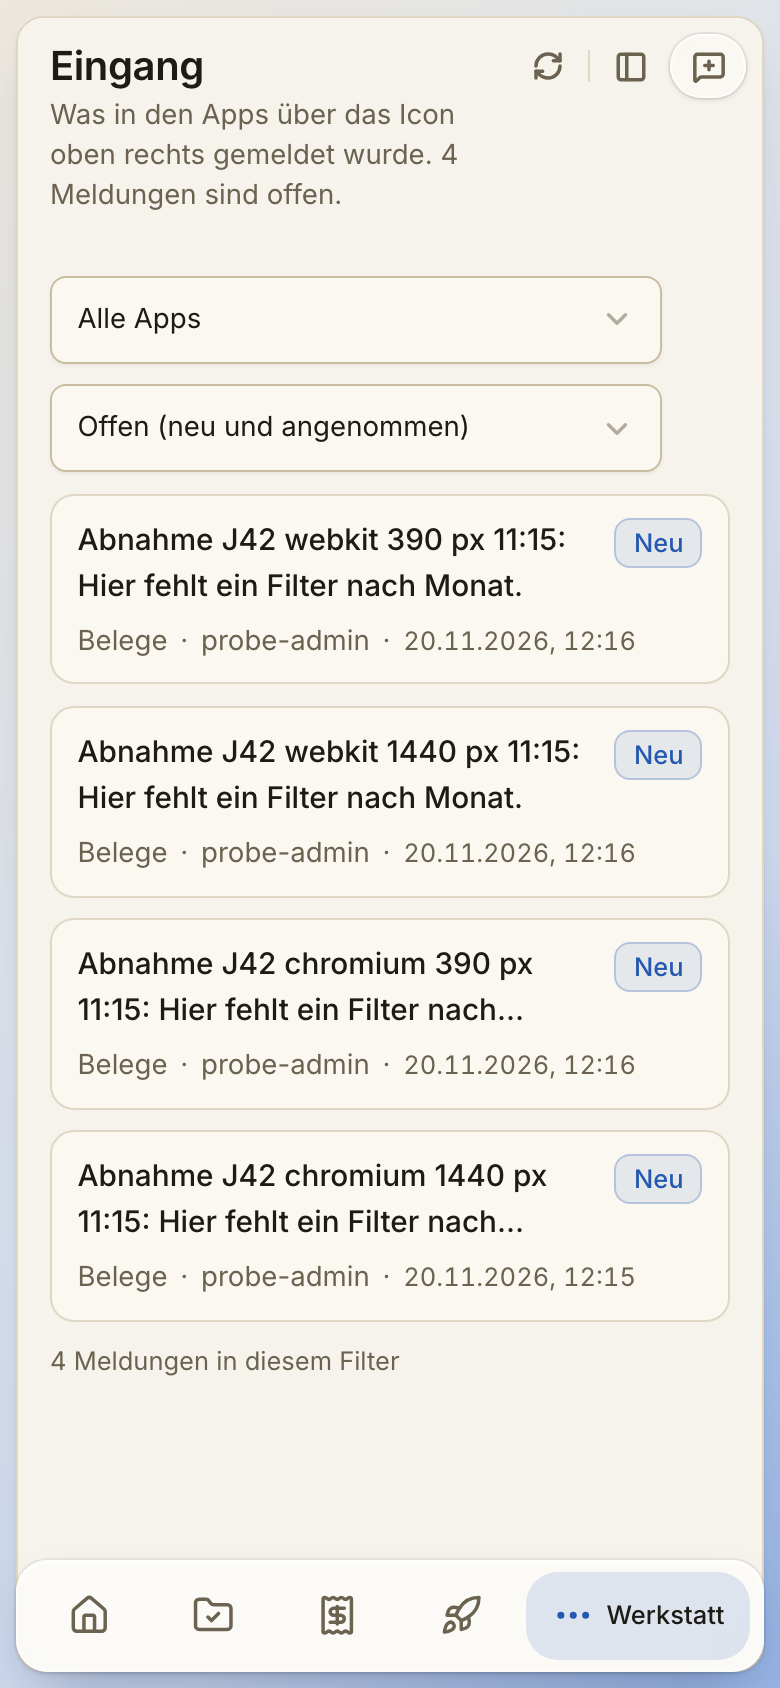 Eingang
Was in den Apps über das Icon
oben rechts gemeldet wurde. 4
Meldungen sind offen.
Alle Apps
Offen (neu und angenommen)
Abnahme J42 webkit 390 px 11:15:
Hier fehlt ein Filter nach Monat.
Neu
Belege · probe-admin · 20.11.2026, 12:16
Abnahme J42 webkit 1440 px 11:15:
Hier fehlt ein Filter nach Monat.
Neu
Belege · probe-admin · 20.11.2026, 12:16
Abnahme J42 chromium 390 px
11:15: Hier fehlt ein Filter nach...
Neu
Belege · probe-admin · 20.11.2026, 12:16
Abnahme J42 chromium 1440 px
11:15: Hier fehlt ein Filter nach...
Neu
Belege · probe-admin · 20.11.2026, 12:15
4 Meldungen in diesem Filter
Werkstatt